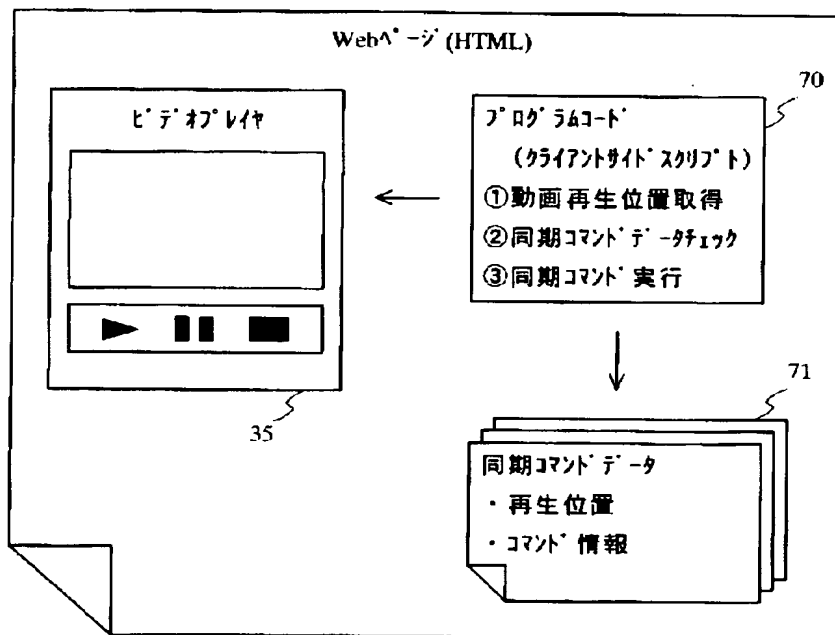 Webﾍﾟｰｼﾞ(HTML)
ﾋﾞﾃﾞｵﾌﾟﾚｲﾔ
35
70
ﾌﾟﾛｸﾞﾗﾑｺｰﾄﾞ
(ｸﾗｲｱﾝﾄｻｲﾄﾞｽｸﾘﾌﾟﾄ)
①動画再生位置取得
②同期ｺﾏﾝﾄﾞﾃﾞｰﾀﾁｪｯｸ
③同期ｺﾏﾝﾄﾞ実行
71
同期ｺﾏﾝﾄﾞﾃﾞｰﾀ
・再生位置
・ｺﾏﾝﾄﾞ情報